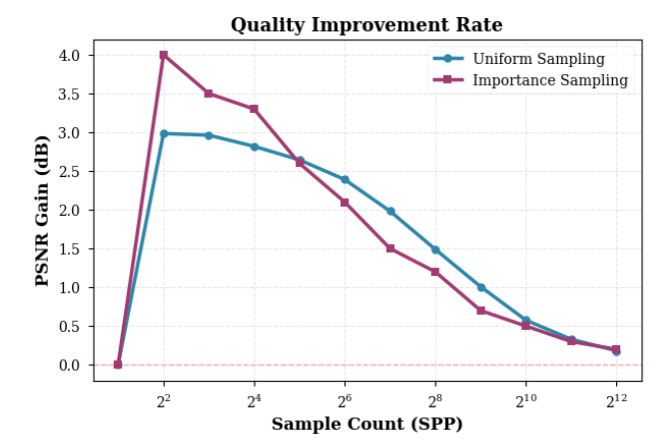 Quality Improvement Rate
Uniform Sampling
Importance Sampling
PSNR Gain (dB)
4.0
3.5
3.0
2.5
2.0
1.5
1.0
0.5
0.0
2² 2⁴ 2⁶ 2⁸ 2¹⁰ 2¹²
Sample Count (SPP)